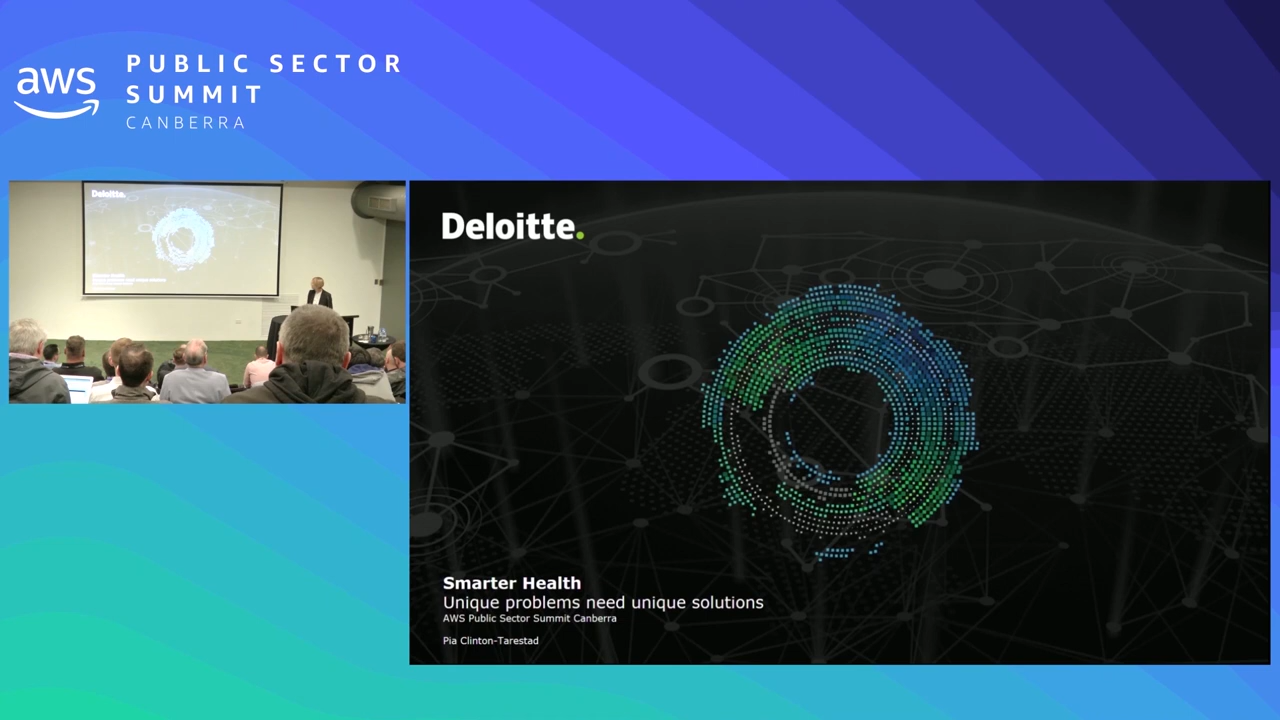 aws
PUBLIC SECTOR
SUMMIT
CANBERRA
Deloitte.
Deloitte.
Smarter Health
Unique problems need unique solutions
AWS Public Sector Summit Canberra
Pia Clinton-Tarestad